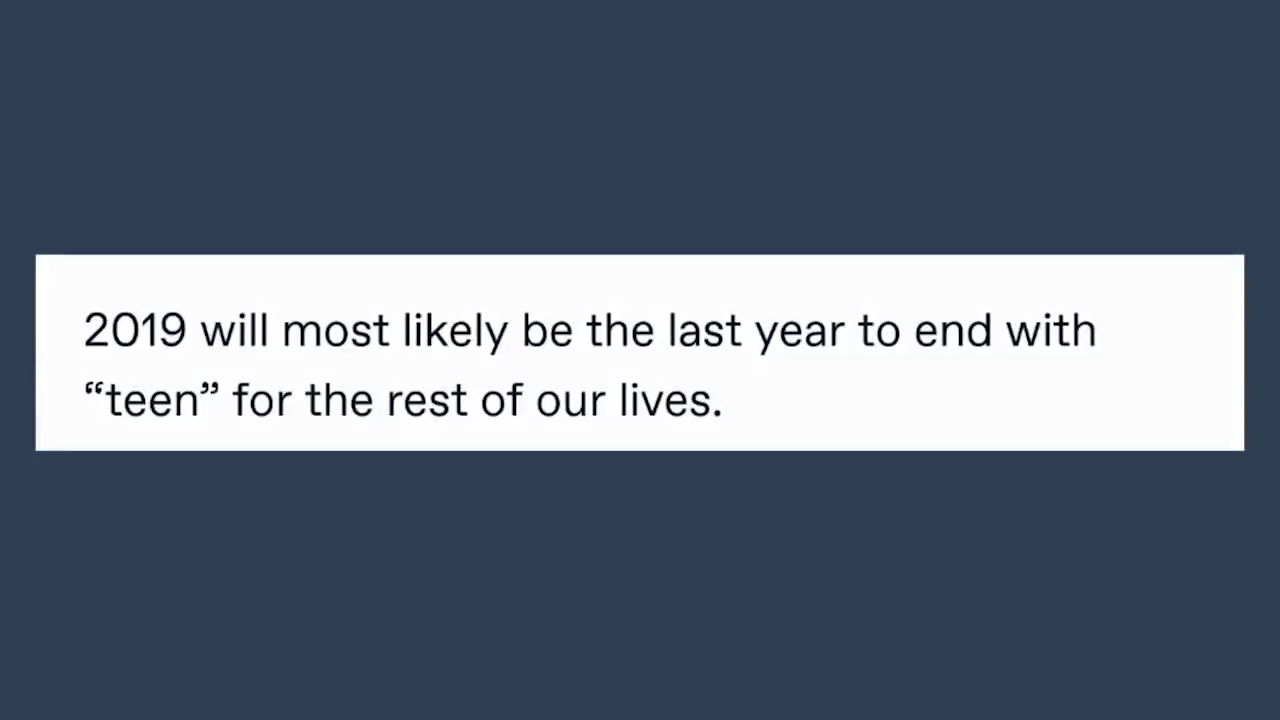 2019 will most likely be the last year to end with
“teen” for the rest of our lives.